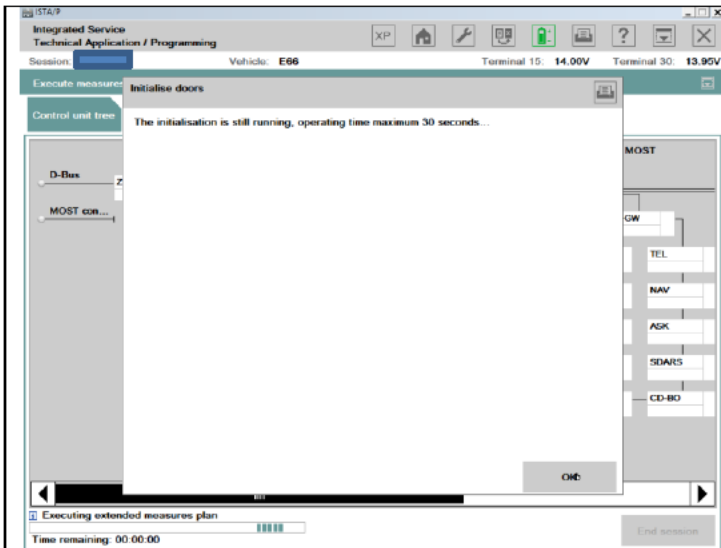 ISTA/P
Integrated Service
Technical Application / Programming
XP
Session:
Vehicle: E66
Terminal 15: 14.00V
Terminal 30: 13.95V
Execute measures
Initialise doors
Control unit tree
The initialisation is still running, operating time maximum 30 seconds...
MOST
D-Bus
Z
MOST con...
GW
TEL
NAV
ASK
SDARS
CD-BO
OK
Executing extended measures plan
Time remaining: 00:00:00
End session